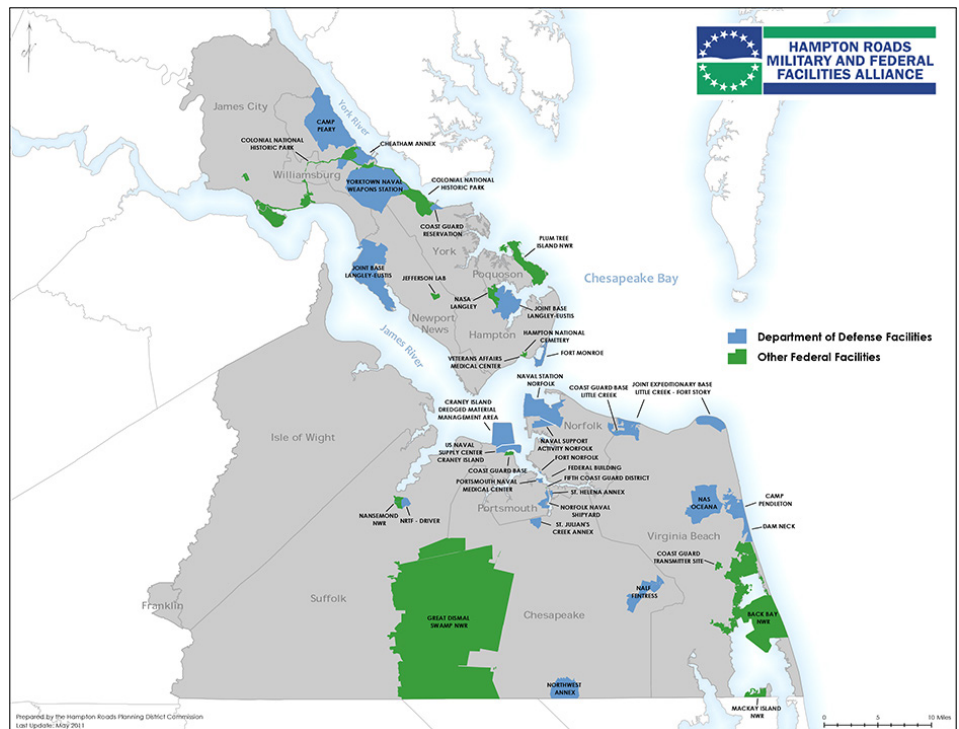 HAMPTON ROADS
MILITARY AND FEDERAL
FACILITIES ALLIANCE
James City
York River
CAMP
PEARY
COLONIAL NATIONAL
HISTORIC PARK
CHEATHAM ANNEX
Williamsburg
YORKTOWN NAVAL
WEAPONS STATION
COLONIAL NATIONAL
HISTORIC PARK
COAST GUARD
RESERVATION
York
PLUM TREE
ISLAND NWR
JOINT BASE
LANGLEY-EUSTIS
JEFFERSON LAB
Poquoson
Chesapeake Bay
NASA
LANGLEY
JOINT BASE
LANGLEY-EUSTIS
Newport
News
Hampton
HAMPTON NATIONAL
CEMETERY
James River
VETERANS AFFAIRS
MEDICAL CENTER
FORT MONROE
Department of Defense Facilities
Other Federal Facilities
NAVAL STATION
NORFOLK
COAST GUARD BASE
LITTLE CREEK
JOINT EXPEDITIONARY BASE
LITTLE CREEK - FORT STORY
CRANEY ISLAND
DREDGED MATERIAL
MANAGEMENT AREA
Norfolk
Isle of Wight
US NAVAL
SUPPLY CENTER
CRANEY ISLAND
NAVAL SUPPORT
ACTIVITY NORFOLK
FORT NORFOLK
COAST GUARD BASE
FEDERAL BUILDING
PORTSMOUTH NAVAL
MEDICAL CENTER
FIFTH COAST GUARD DISTRICT
ST. HELENA ANNEX
NAS
OCEANA
CAMP
PENDLETON
NANSEMOND
NWR
NRTF - DRIVER
Portsmouth
NORFOLK NAVAL
SHIPYARD
ST. JULIAN'S
CREEK ANNEX
DAM NECK
Virginia Beach
COAST GUARD
TRANSMITTER SITE
Franklin
Suffolk
GREAT DISMAL
SWAMP NWR
Chesapeake
NALF
FENTRESS
BACK BAY
NWR
NORTHWEST
ANNEX
MACKAY ISLAND
NWR
Prepared by the Hampton Roads Planning District Commission
Last Update: May 2011
0 5 10 Miles